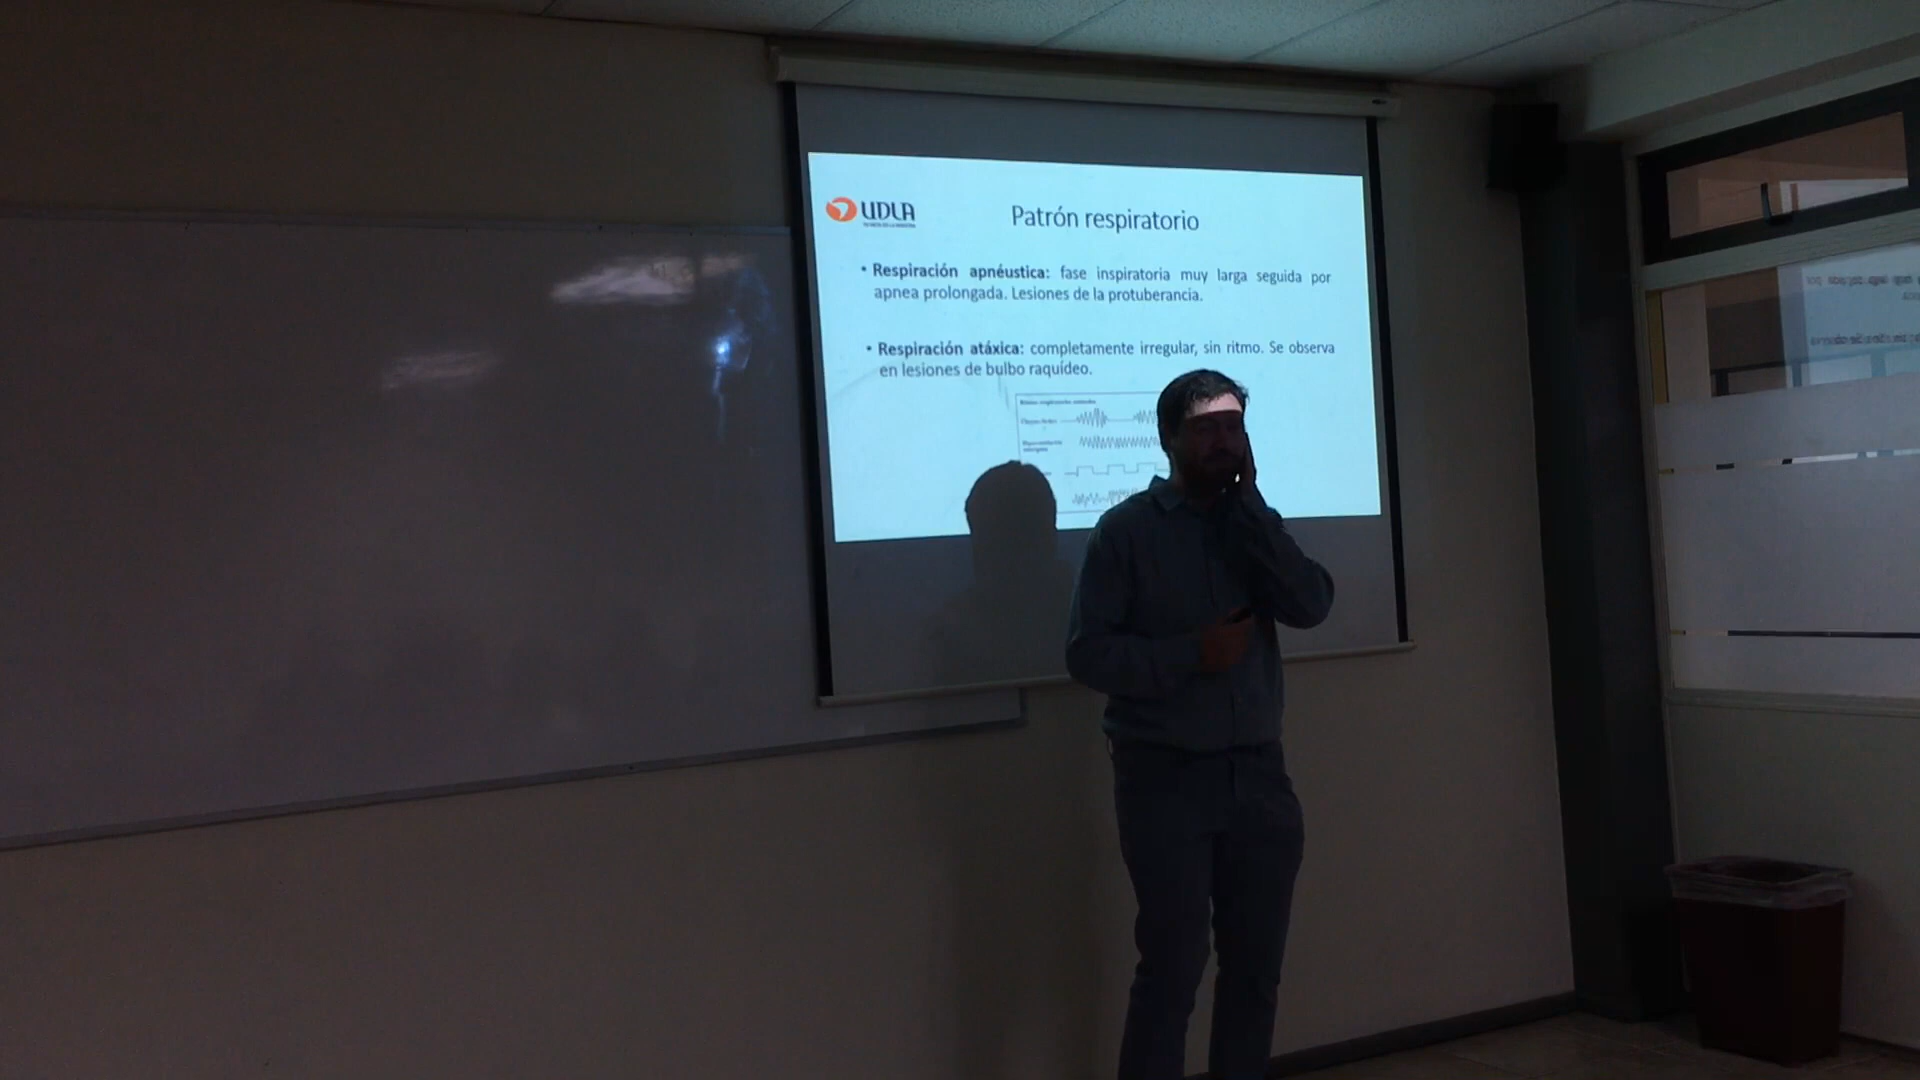 UDLA
Patrón respiratorio
• Respiración apnéustica: fase inspiratoria muy larga seguida por
apnea prolongada. Lesiones de la protuberancia.
• Respiración atáxica: completamente irregular, sin ritmo. Se observa
en lesiones de bulbo raquídeo.